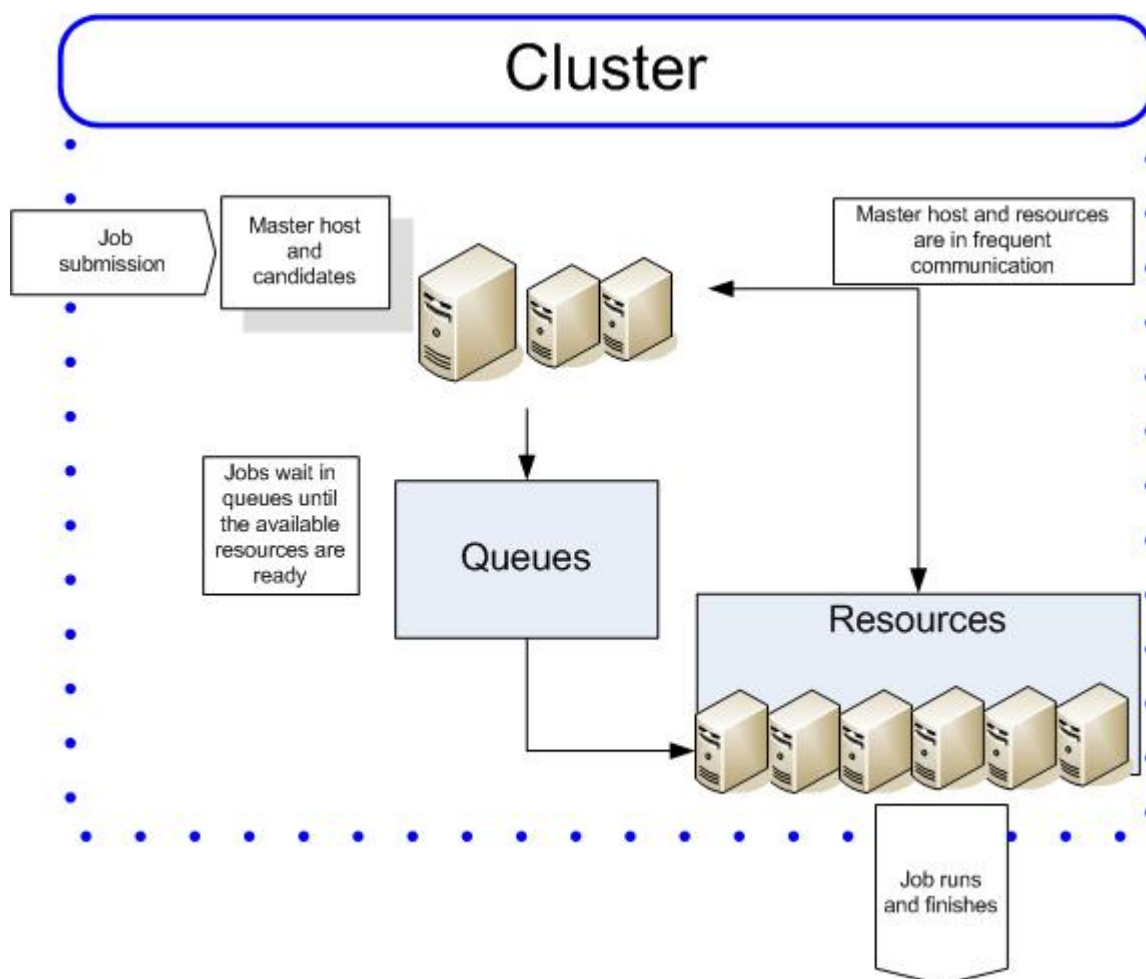 Cluster
Job
submission
Master host
and
candidates
Master host and resources
are in frequent
communication
Jobs wait in
queues until
the available
resources are
ready
Queues
Resources
Job runs
and finishes